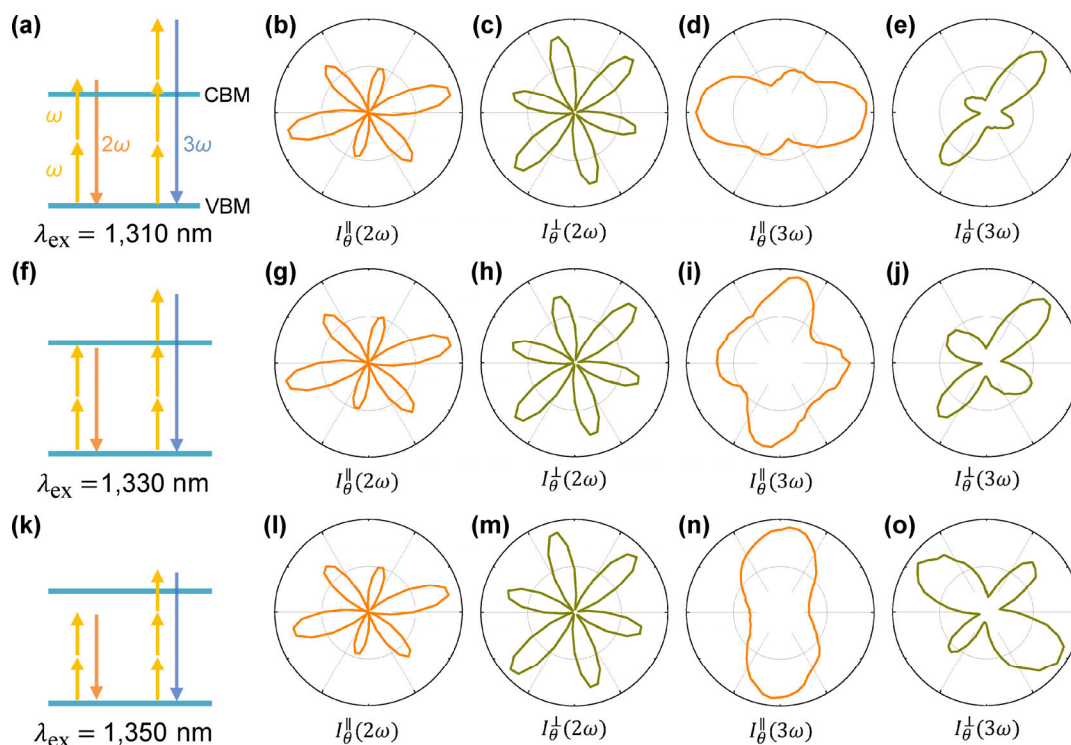 (a)
(b)
(c)
(d)
(e)
CBM
ω
2ω
3ω
ω
VBM
λex = 1,310 nm
I∥θ(2ω)
I⊥θ(2ω)
I∥θ(3ω)
I⊥θ(3ω)
(f)
(g)
(h)
(i)
(j)
λex =1,330 nm
I∥θ(2ω)
I⊥θ(2ω)
I∥θ(3ω)
I⊥θ(3ω)
(k)
(l)
(m)
(n)
(o)
λex = 1,350 nm
I∥θ(2ω)
I⊥θ(2ω)
I∥θ(3ω)
I⊥θ(3ω)